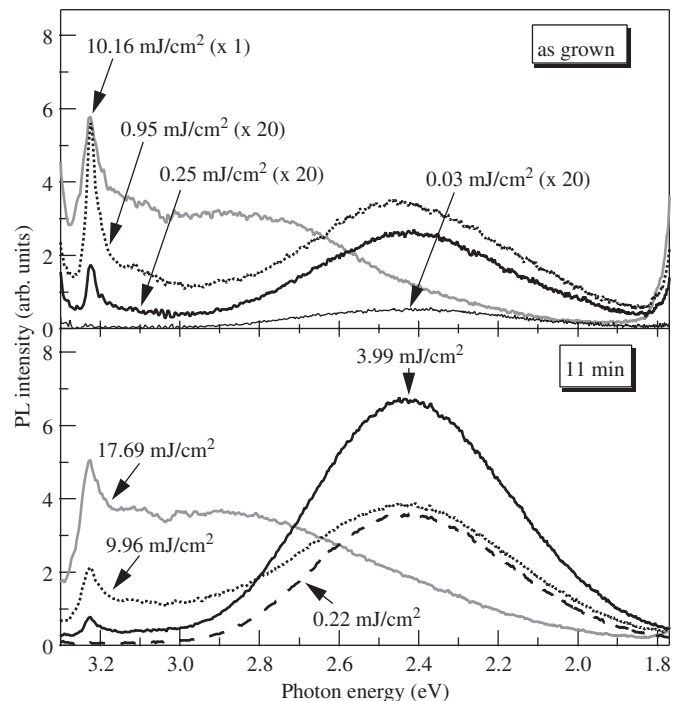 8
6
4
2
0
10.16 mJ/cm² (x 1)
as grown
0.95 mJ/cm² (x 20)
0.25 mJ/cm² (x 20)
0.03 mJ/cm² (x 20)
PL intensity (arb. units)
8
6
4
2
0
3.99 mJ/cm²
11 min
17.69 mJ/cm²
9.96 mJ/cm²
0.22 mJ/cm²
3.2 3.0 2.8 2.6 2.4 2.2 2.0 1.8
Photon energy (eV)